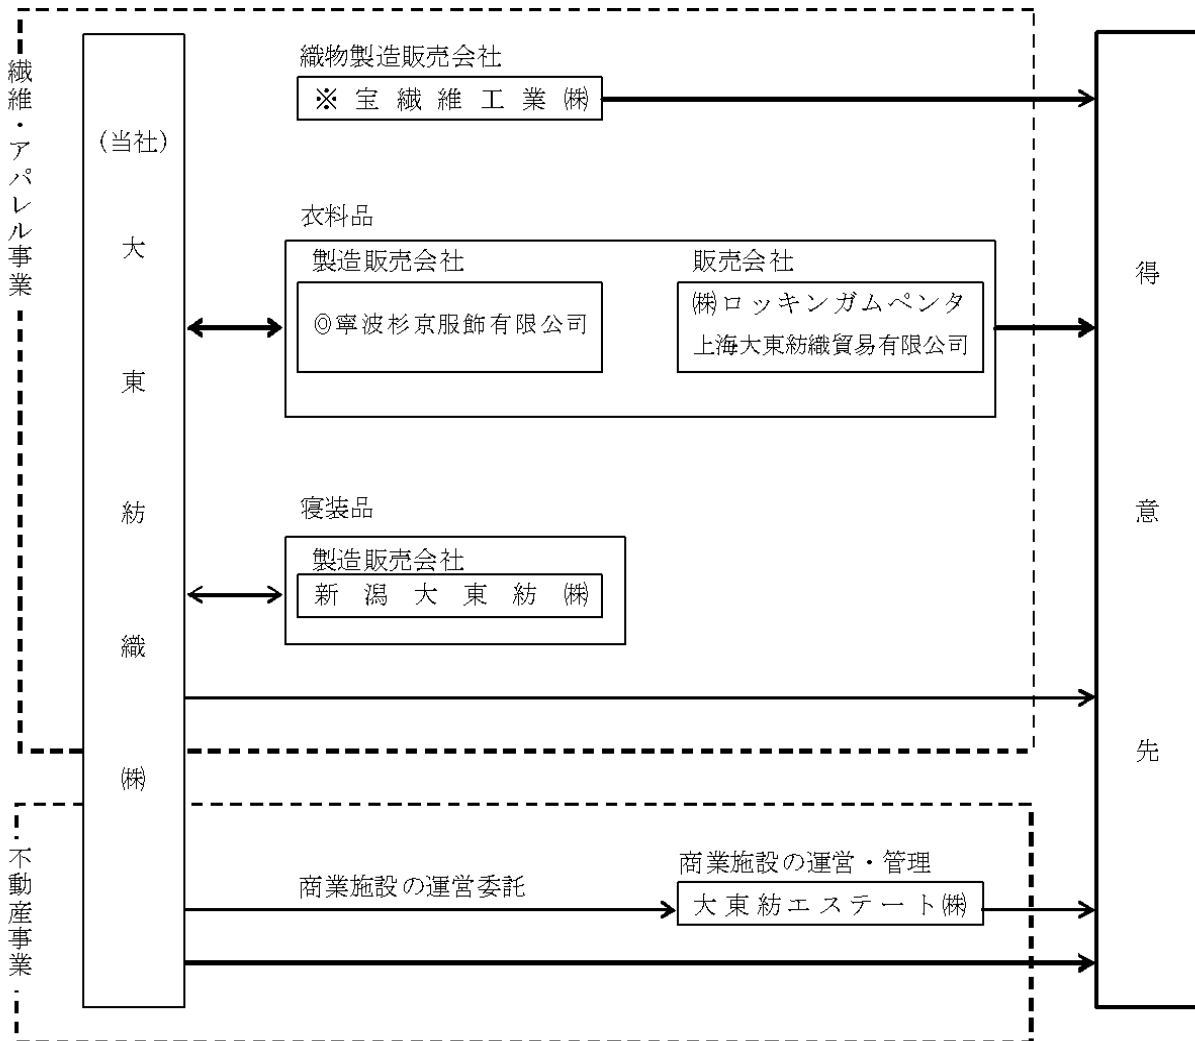 繊維・アパレル事業
(当社)
大東紡織㈱
織物製造販売会社
※宝繊維工業㈱
衣料品
製造販売会社
◎寧波杉京服飾有限公司
販売会社
㈱ロッキンガムペンタ
上海大東紡織貿易有限公司
寝装品
製造販売会社
新潟大東紡㈱
不動産事業
商業施設の運営委託
商業施設の運営・管理
大東紡エステート㈱
得意先